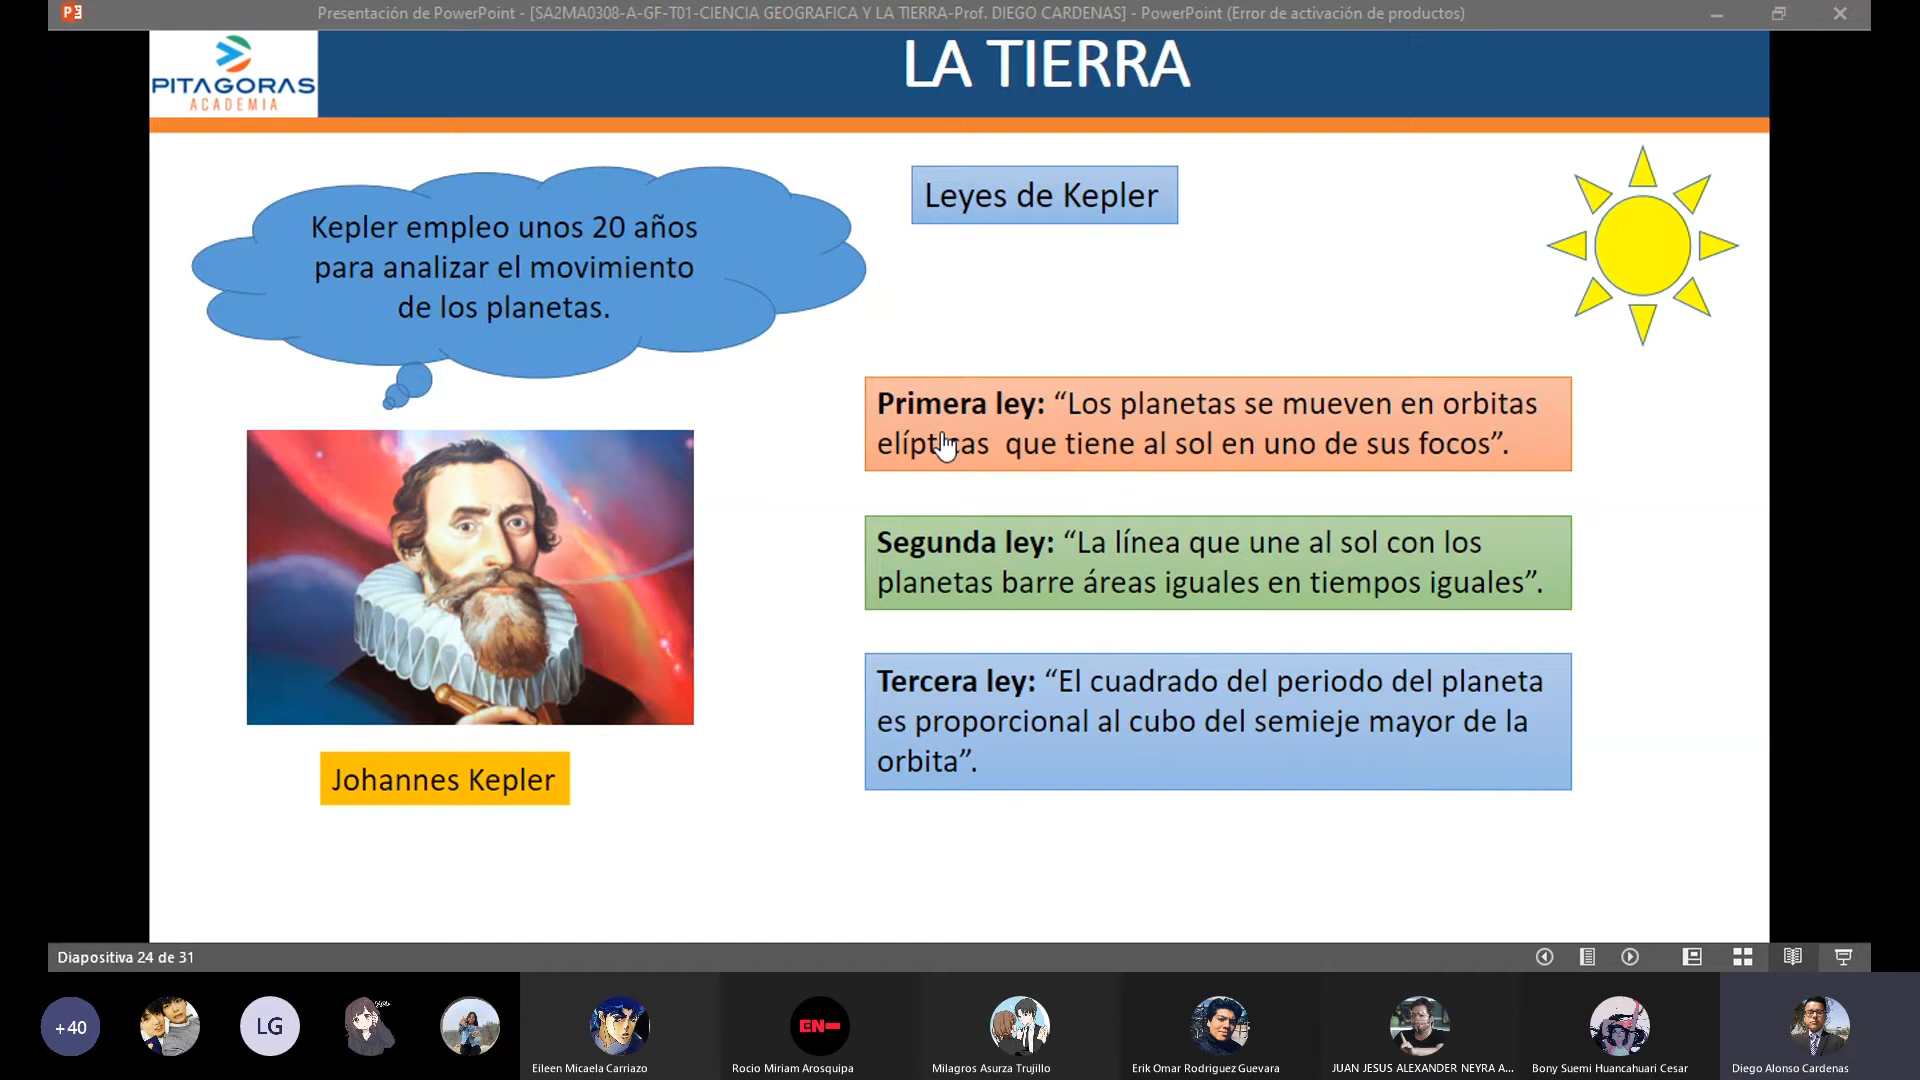 Presentación de PowerPoint - [SA2MA0308-A-GF-T01-CIENCIA GEOGRAFICA Y LA TIERRA-Prof. DIEGO CARDENAS] - PowerPoint (Error de activación de productos)
PITAGORAS
ACADEMIA
LA TIERRA
Leyes de Kepler
Kepler empleo unos 20 años
para analizar el movimiento
de los planetas.
Primera ley: “Los planetas se mueven en orbitas
elípticas que tiene al sol en uno de sus focos”.
Segunda ley: “La línea que une al sol con los
planetas barre áreas iguales en tiempos iguales”.
Tercera ley: “El cuadrado del periodo del planeta
es proporcional al cubo del semieje mayor de la
orbita”.
Johannes Kepler
Diapositiva 24 de 31
+40
LG
EN
Eileen Micaela Carriazo
Rocio Miriam Arosquipa
Milagros Asurza Trujillo
Erik Omar Rodriguez Guevara
JUAN JESUS ALEXANDER NEYRA A...
Bony Suemi Huancahuari Cesar
Diego Alonso Cardenas